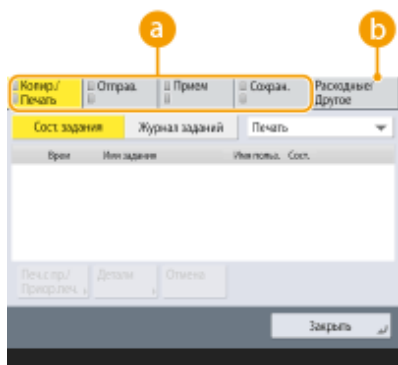 a b
Копир./ Отправ. Прием Сохран. Расходные/
Печать Другое
Сост. задания Журнал заданий Печать
Время Имя задания Имя польз. Сост.
Печ.с пр./ Детали Отмена
Приор.печ.
Закрыть